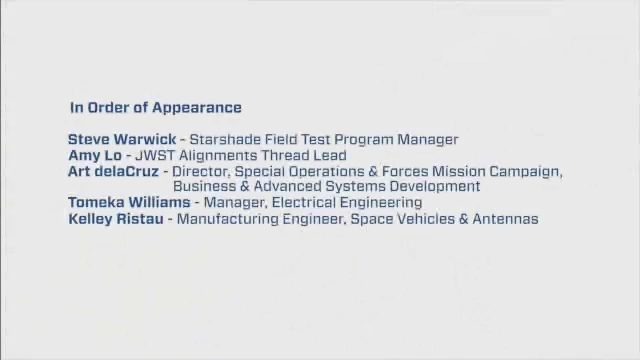 In Order of Appearance
Steve Warwick - Starshade Field Test Program Manager
Amy Lo - JWST Alignments Thread Lead
Art delaCruz - Director, Special Operations & Forces Mission Campaign,
Business & Advanced Systems Development
Tomeka Williams - Manager, Electrical Engineering
Kelley Ristau - Manufacturing Engineer, Space Vehicles & Antennas